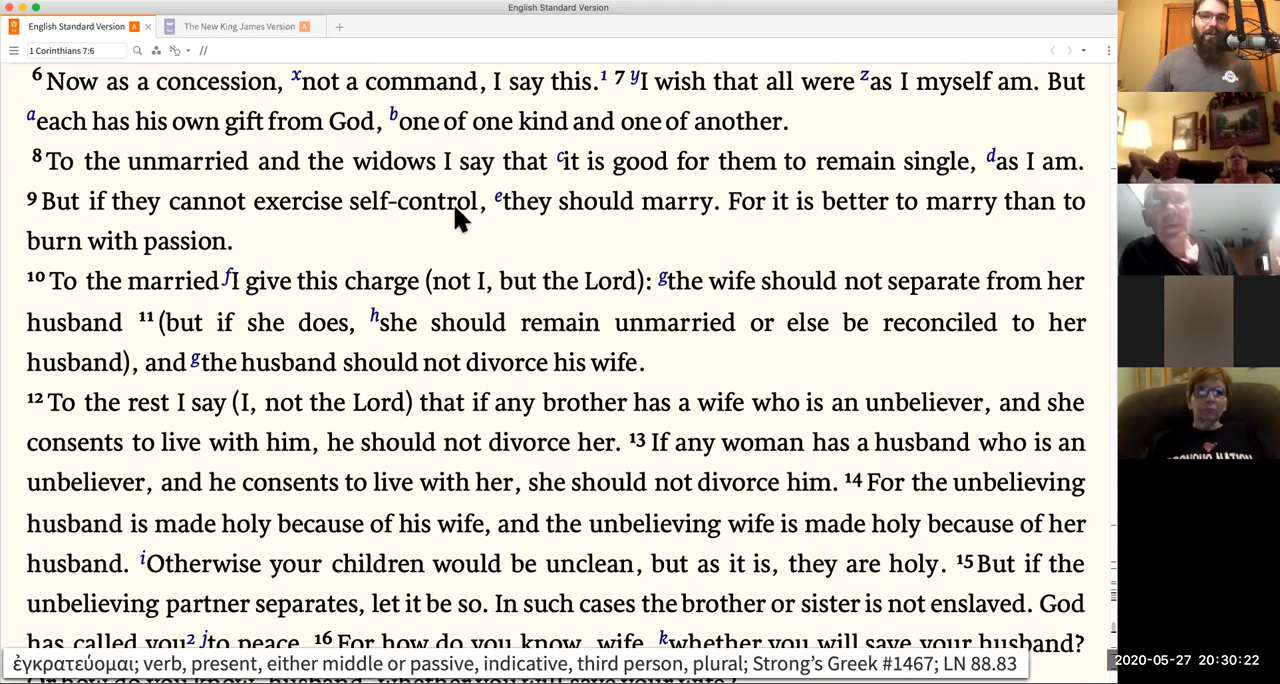 English Standard Version
English Standard Version A ×
The New King James Version A +
1 Corinthians 7:6
6 Now as a concession, x not a command, I say this.1 7 y I wish that all were z as I myself am. But
a each has his own gift from God, b one of one kind and one of another.
8 To the unmarried and the widows I say that c it is good for them to remain single, d as I am.
9 But if they cannot exercise self-control, e they should marry. For it is better to marry than to
burn with passion.
10 To the married f I give this charge (not I, but the Lord): g the wife should not separate from her
husband 11 (but if she does, h she should remain unmarried or else be reconciled to her
husband), and g the husband should not divorce his wife.
12 To the rest I say (I, not the Lord) that if any brother has a wife who is an unbeliever, and she
consents to live with him, he should not divorce her. 13 If any woman has a husband who is an
unbeliever, and he consents to live with her, she should not divorce him. 14 For the unbelieving
husband is made holy because of his wife, and the unbelieving wife is made holy because of her
husband. i Otherwise your children would be unclean, but as it is, they are holy. 15 But if the
unbelieving partner separates, let it be so. In such cases the brother or sister is not enslaved. God
has called you2 j to peace. 16 For how do you know, wife, k whether you will save your husband?
ἐγκρατεύομαι; verb, present, either middle or passive, indicative, third person, plural; Strong's Greek #1467; LN 88.83
2020-05-27 20:30:22